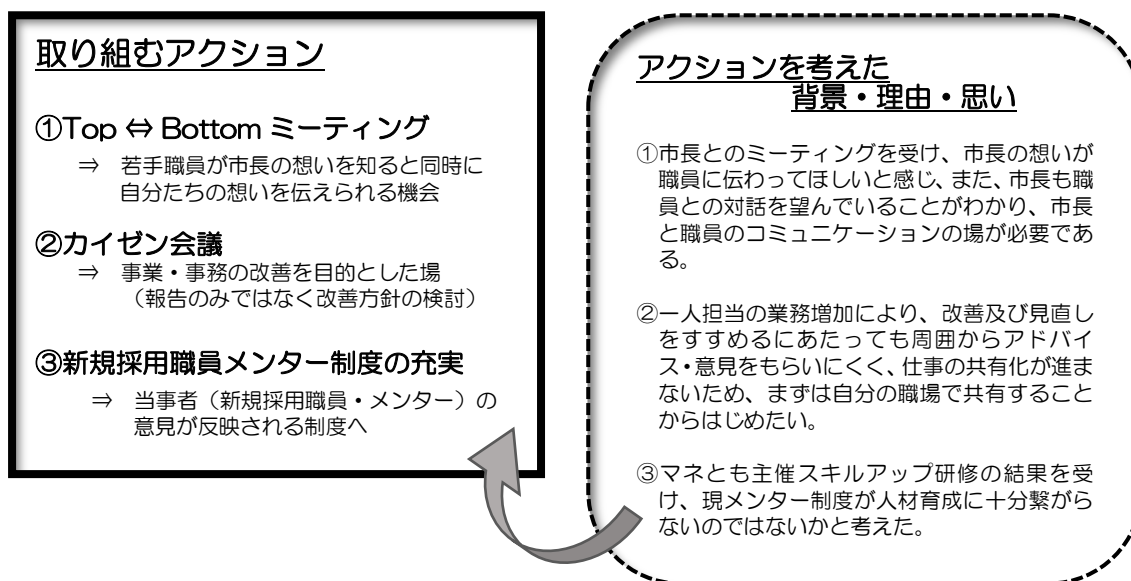 取り組むアクション
①Top ⇔ Bottom ミーティング
⇒ 若手職員が市長の想いを知ると同時に
自分たちの想いを伝えられる機会
②カイゼン会議
⇒ 事業・事務の改善を目的とした場
（報告のみではなく改善方針の検討）
③新規採用職員メンター制度の充実
⇒ 当事者（新規採用職員・メンター）の
意見が反映される制度へ
アクションを考えた
背景・理由・思い
①市長とのミーティングを受け、市長の想いが
職員に伝わってほしいと感じ、また、市長も職
員との対話を望んでいることがわかり、市長
と職員のコミュニケーションの場が必要であ
る。
②一人担当の業務増加により、改善及び見直し
をすすめるにあたっても周囲からアドバイ
ス・意見をもらいにくく、仕事の共有化が進ま
ないため、まずは自分の職場で共有すること
からはじめたい。
③マネとも主催スキルアップ研修の結果を受
け、現メンター制度が人材育成に十分繋がら
ないのではないかと考えた。